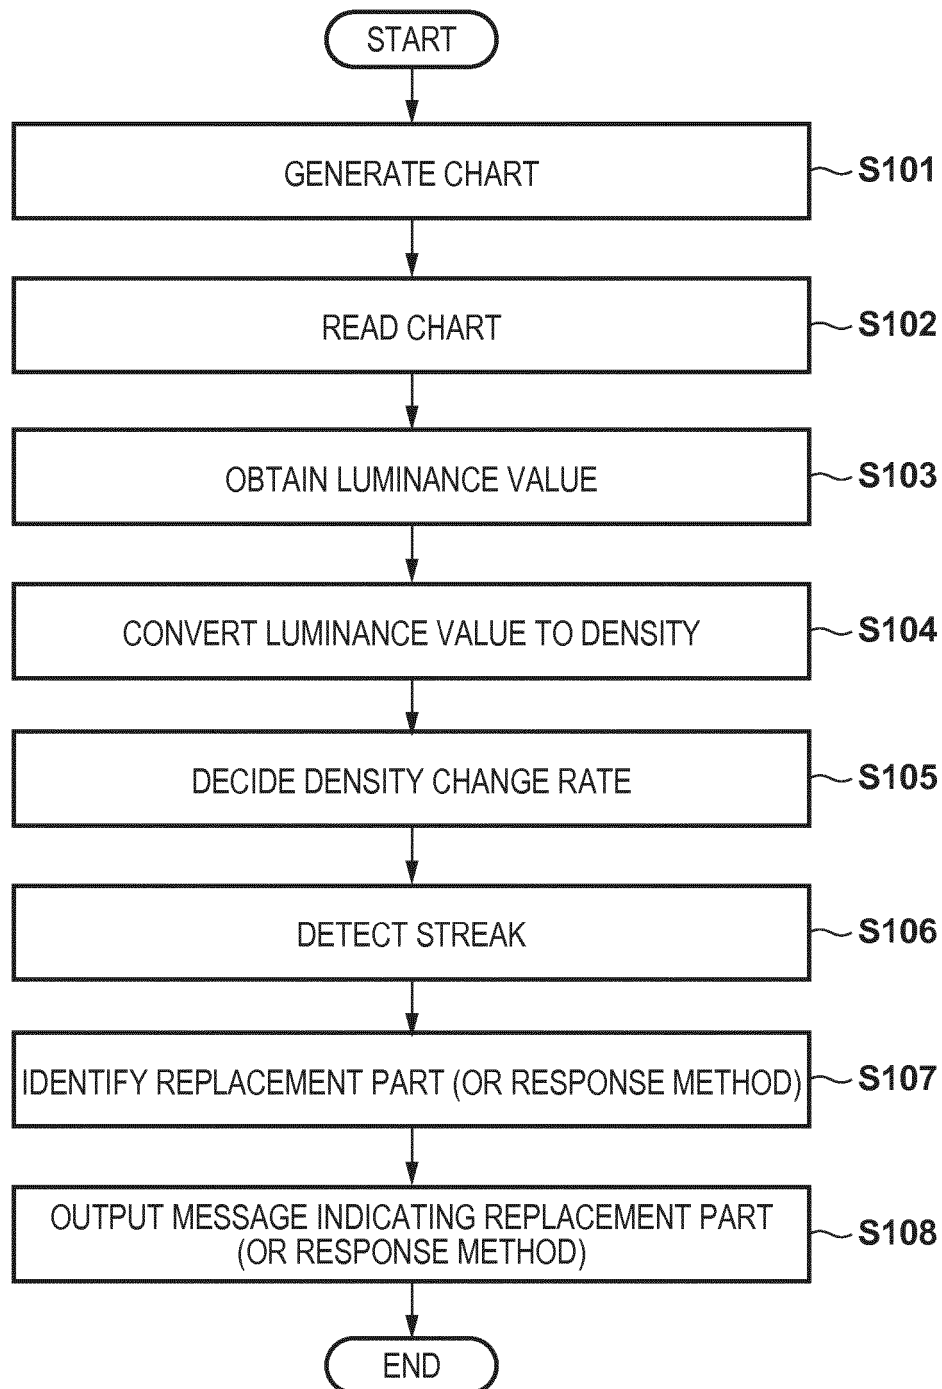 START
GENERATE CHART
S101
READ CHART
S102
OBTAIN LUMINANCE VALUE
S103
CONVERT LUMINANCE VALUE TO DENSITY
S104
DECIDE DENSITY CHANGE RATE
S105
DETECT STREAK
S106
IDENTIFY REPLACEMENT PART (OR RESPONSE METHOD)
S107
OUTPUT MESSAGE INDICATING REPLACEMENT PART
(OR RESPONSE METHOD)
S108
END